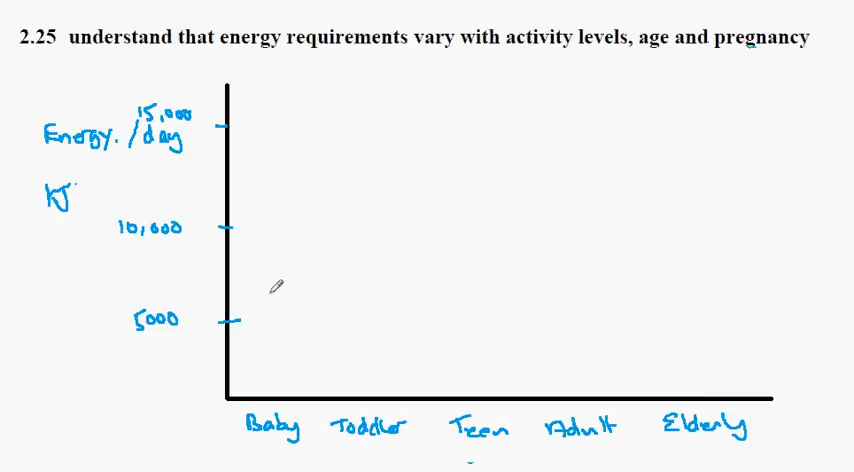 2.25 understand that energy requirements vary with activity levels, age and pregnancy
15,000
Energy. /day
KJ
10,000
5000
Baby Toddler Teen Adult Elderly